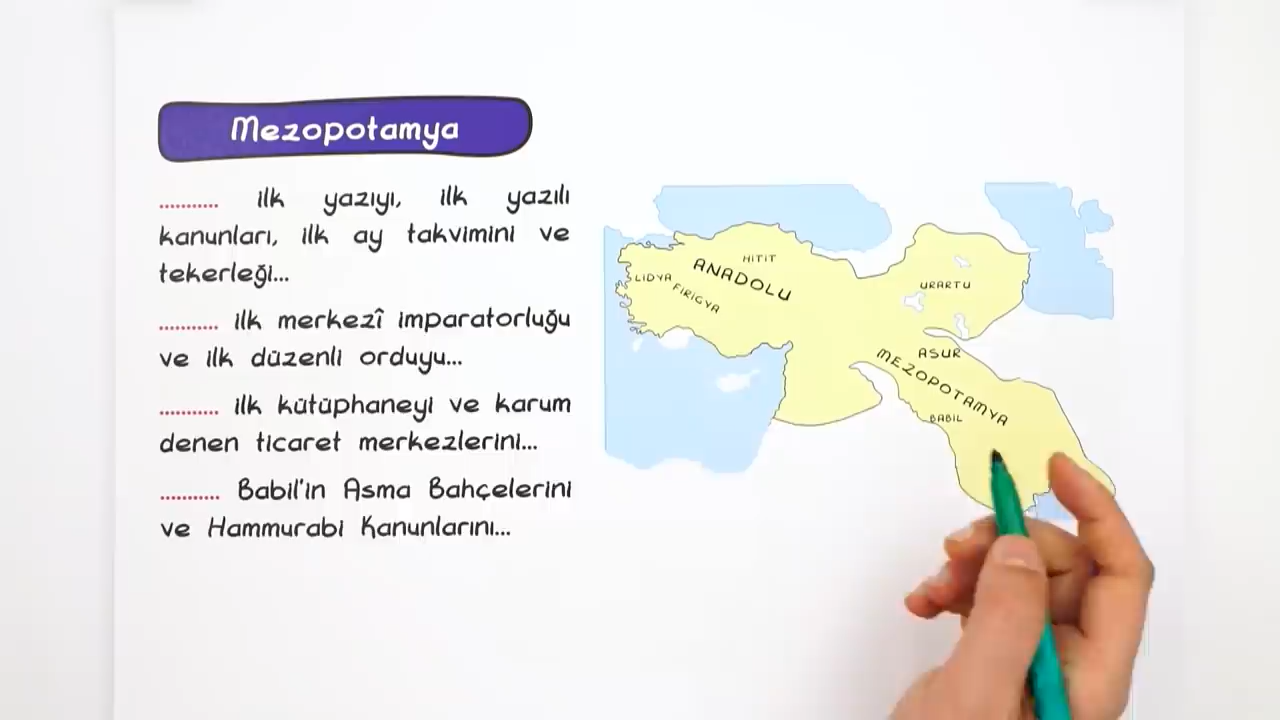 Mezopotamya
............ ilk yazıyı, ilk yazılı
kanunları, ilk ay takvimini ve
tekerleği...
............ ilk merkezî imparatorluğu
ve ilk düzenli orduyu...
............ ilk kütüphaneyi ve karum
denen ticaret merkezlerini...
............ Babil'in Asma Bahçelerini
ve Hammurabi Kanunlarını...
HİTİT
ANADOLU
LİDYA
FİRİGYA
URARTU
ASUR
MEZOPOTAMYA
BABİL